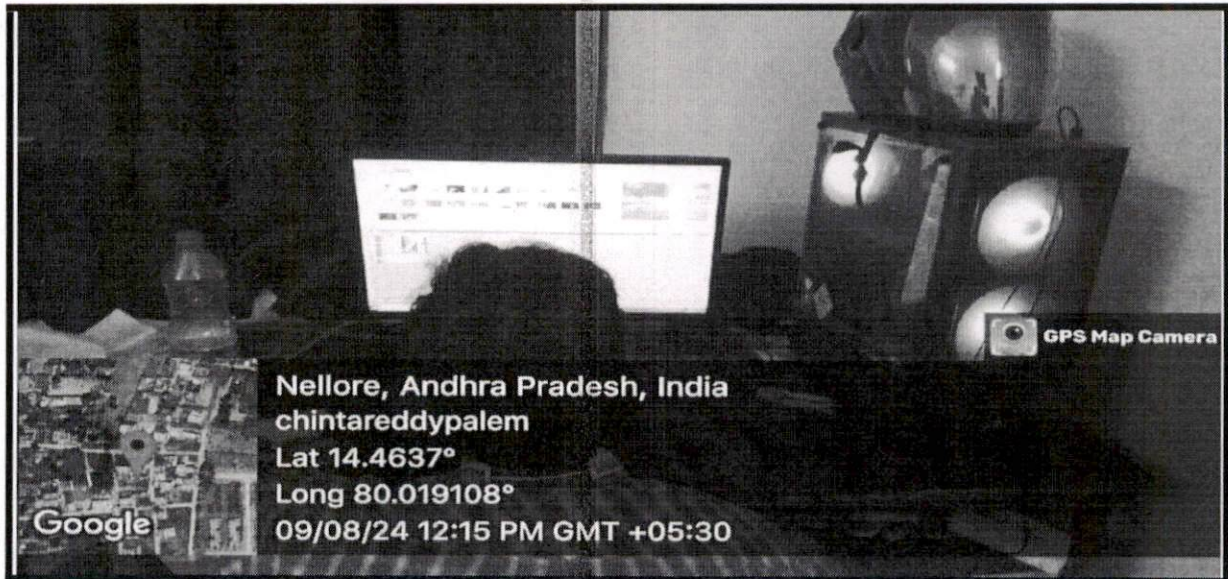 GPS Map Camera
Nellore, Andhra Pradesh, India
chintareddypalem
Lat 14.4637°
Long 80.019108°
09/08/24 12:15 PM GMT +05:30
Google